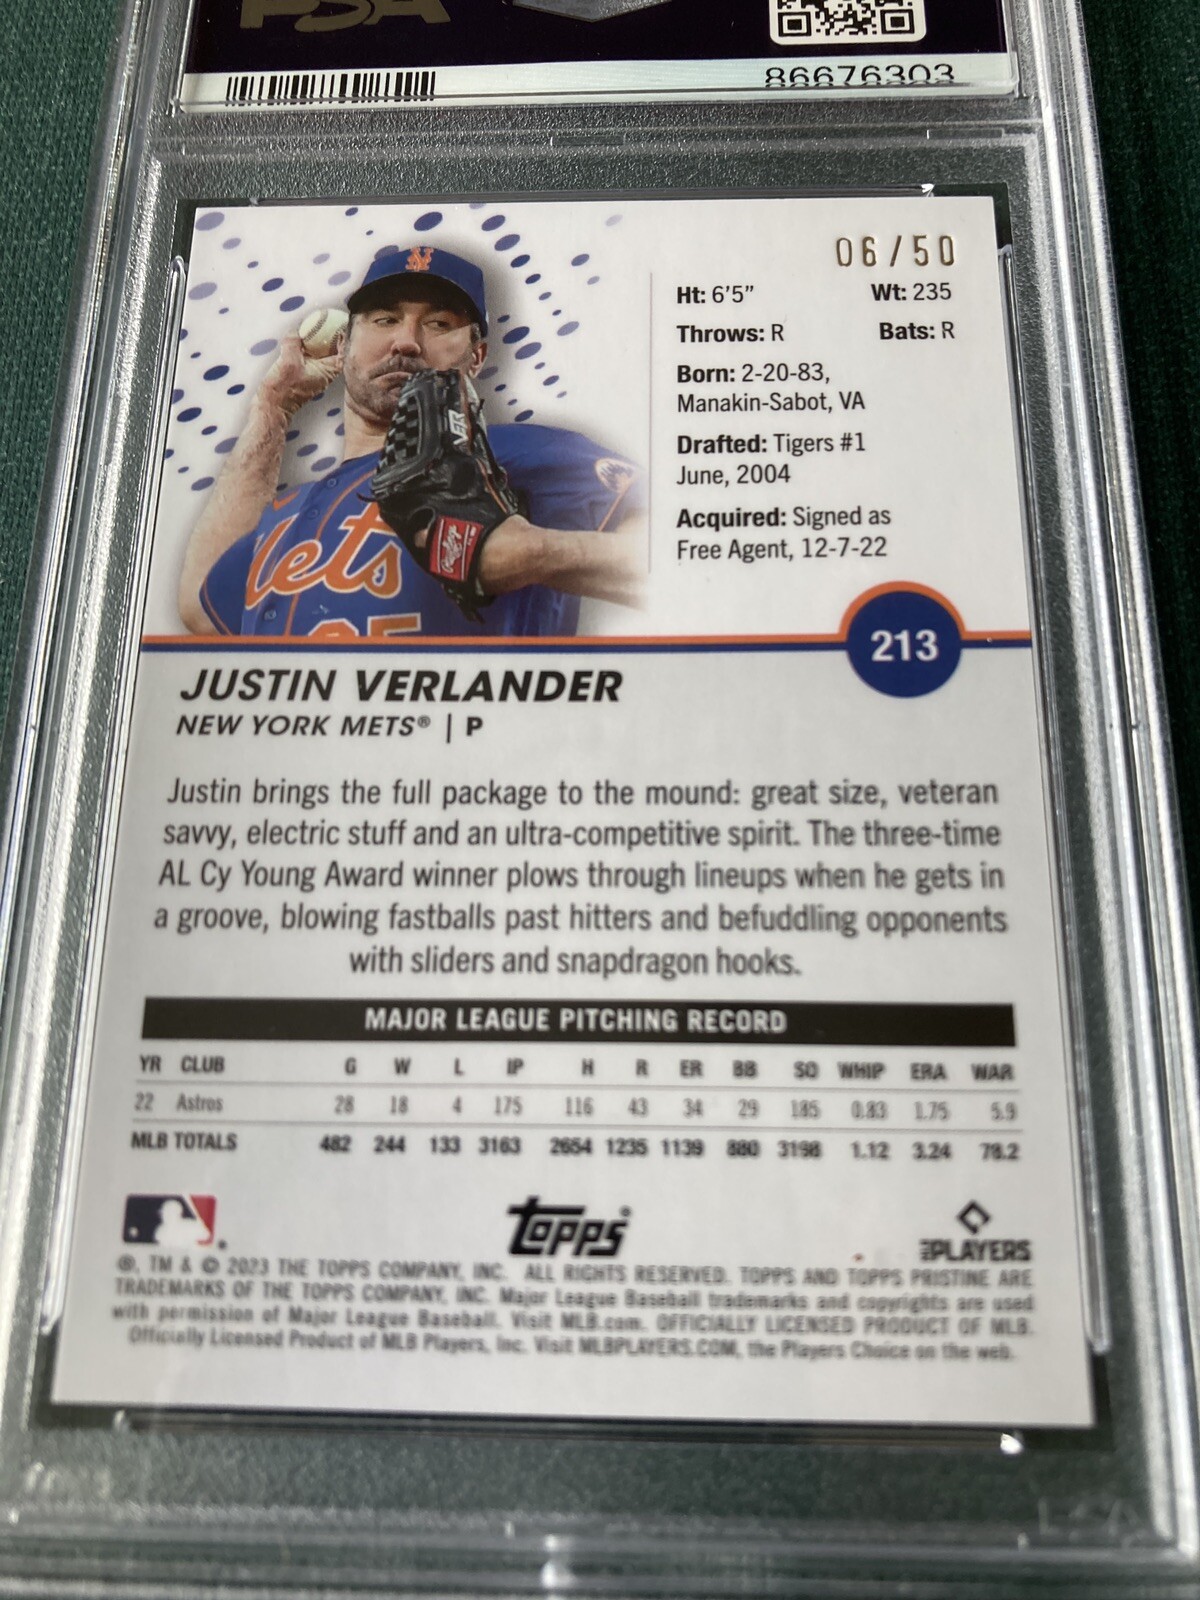 PSA
86676303
06/50
Ht: 6'5" Wt: 235
Throws: R Bats: R
Born: 2-20-83,
Manakin-Sabot, VA
Drafted: Tigers #1
June, 2004
Acquired: Signed as
Free Agent, 12-7-22
NY
VER
Rawlings
Mets
35
213
JUSTIN VERLANDER
NEW YORK METS® | P
Justin brings the full package to the mound: great size, veteran
savvy, electric stuff and an ultra-competitive spirit. The three-time
AL Cy Young Award winner plows through lineups when he gets in
a groove, blowing fastballs past hitters and befuddling opponents
with sliders and snapdragon hooks.
MAJOR LEAGUE PITCHING RECORD
YR CLUB G W L IP H R ER BB SO WHIP ERA WAR
22 Astros 28 18 4 175 116 43 34 29 185 0.83 1.75 5.9
MLB TOTALS 482 244 133 3163 2654 1235 1139 880 3198 1.12 3.24 78.2
Topps®
MLB PLAYERS
®, TM & © 2023 THE TOPPS COMPANY, INC. ALL RIGHTS RESERVED. TOPPS AND TOPPS PRISTINE ARE
TRADEMARKS OF THE TOPPS COMPANY, INC. Major League Baseball trademarks and copyrights are used
with permission of Major League Baseball. Visit MLB.com. OFFICIALLY LICENSED PRODUCT OF MLB.
Officially Licensed Product of MLB Players, Inc. Visit MLBPLAYERS.COM, the Players Choice on the web.